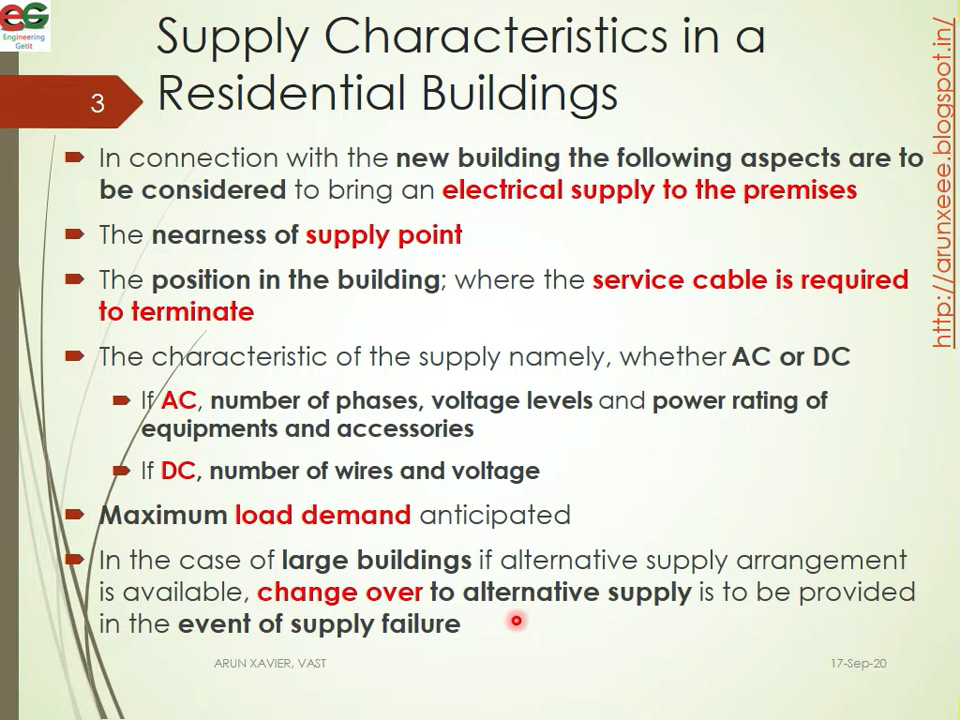 eG
Engineering
Getit
Supply Characteristics in a
Residential Buildings
3
In connection with the new building the following aspects are to
be considered to bring an electrical supply to the premises
The nearness of supply point
The position in the building; where the service cable is required
to terminate
The characteristic of the supply namely, whether AC or DC
If AC, number of phases, voltage levels and power rating of
equipments and accessories
If DC, number of wires and voltage
Maximum load demand anticipated
In the case of large buildings if alternative supply arrangement
is available, change over to alternative supply is to be provided
in the event of supply failure
ARUN XAVIER, VAST
17-Sep-20
http://arunxeee.blogspot.in/